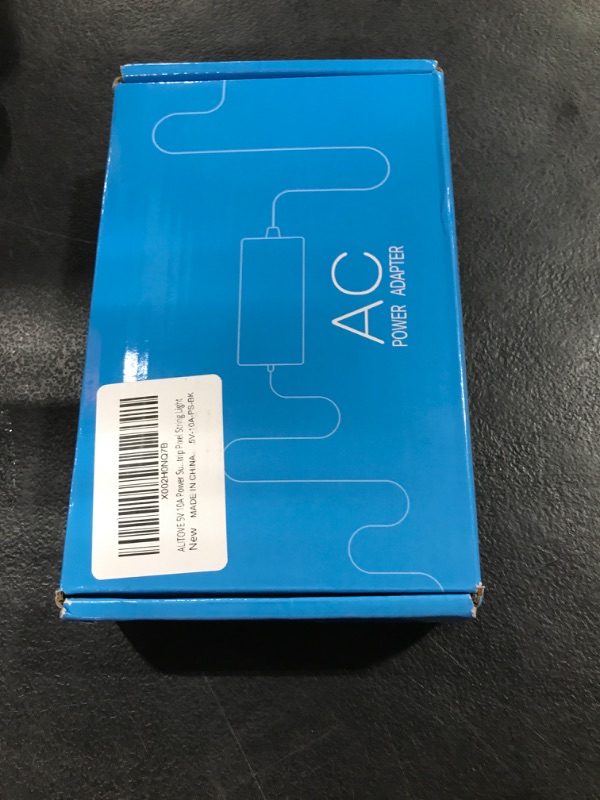 AC
POWER ADAPTER
X002H0NQ7B
ALITOVE 5V 10A Power Su...trip Pixel String Light
New MADE IN CHINA. 5V-10A-PS-BK